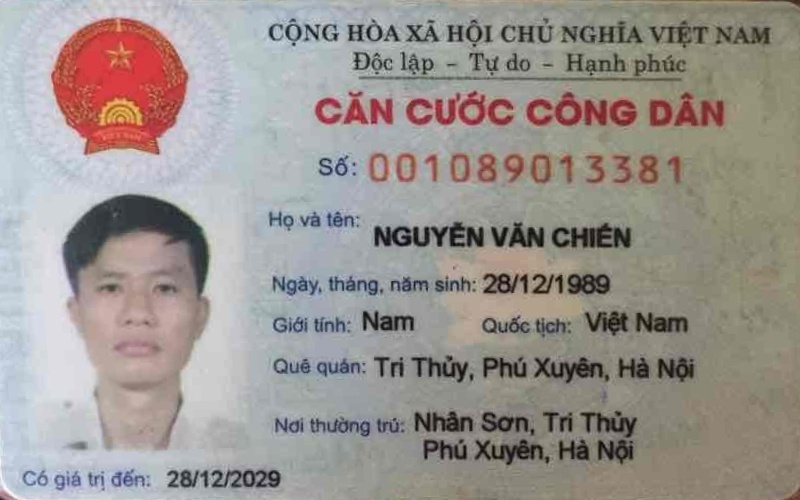 CỘNG HÒA XÃ HỘI CHỦ NGHĨA VIỆT NAM
Độc lập - Tự do - Hạnh phúc
CĂN CƯỚC CÔNG DÂN
Số: 001089013381
Họ và tên: NGUYỄN VĂN CHIẾN
Ngày, tháng, năm sinh: 28/12/1989
Giới tính: Nam Quốc tịch: Việt Nam
Quê quán: Tri Thủy, Phú Xuyên, Hà Nội
Nơi thường trú: Nhân Sơn, Tri Thủy
Phú Xuyên, Hà Nội
Có giá trị đến: 28/12/2029
VIỆT NAM